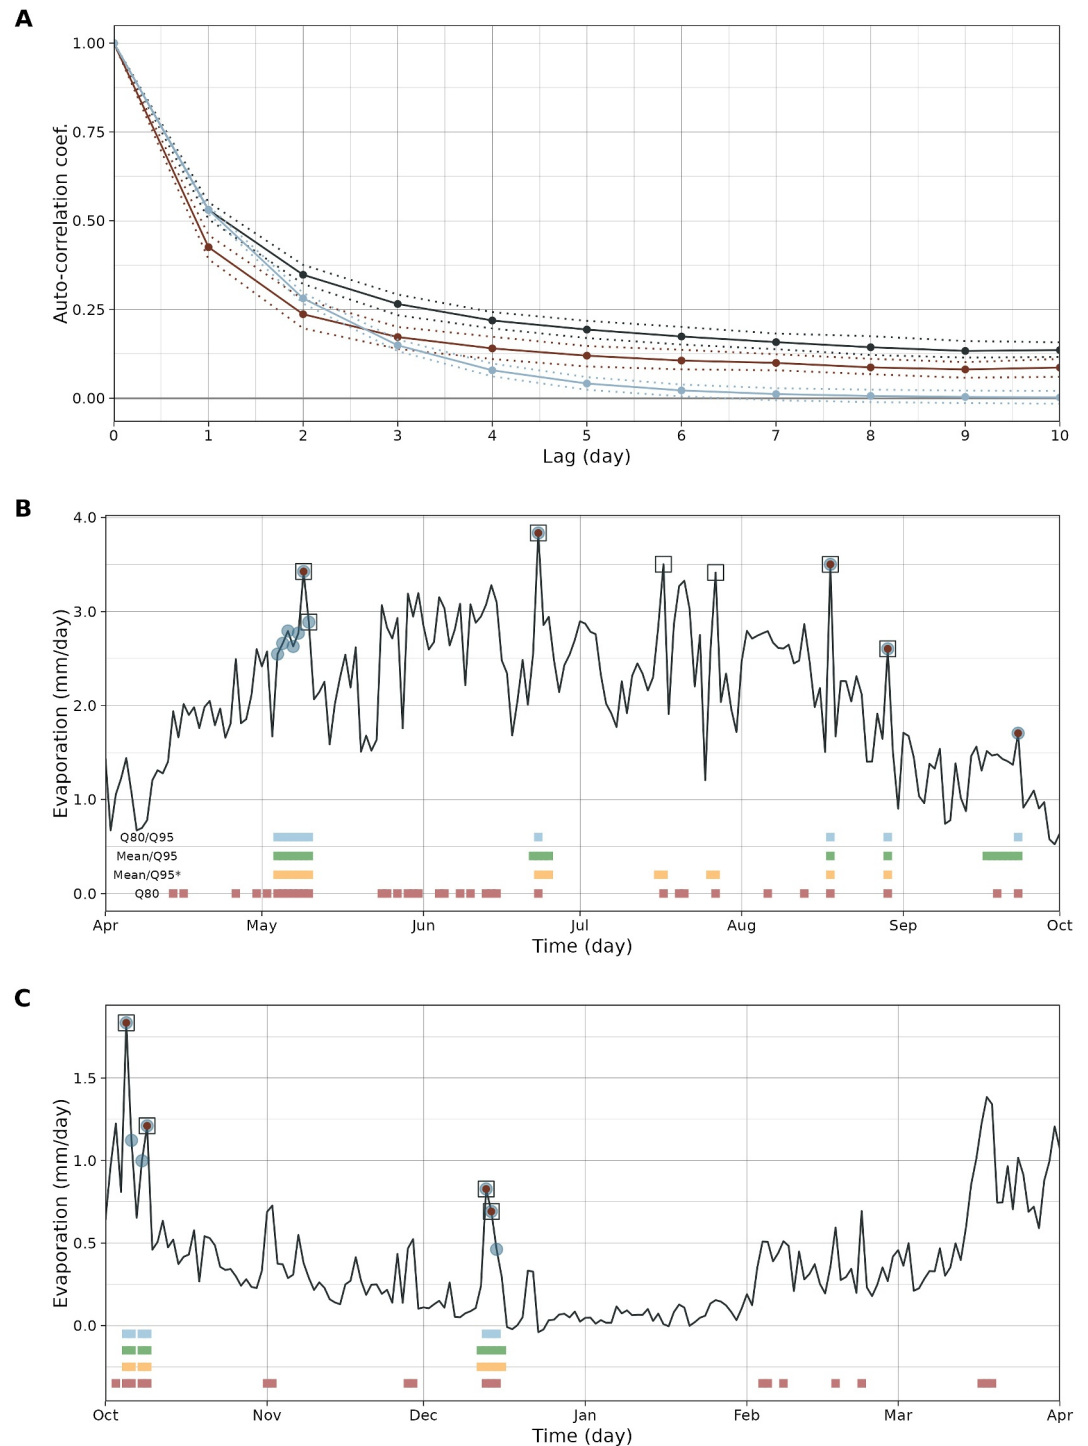 A
1.00
0.75
0.50
0.25
0.00
Auto-correlation coef.
0 1 2 3 4 5 6 7 8 9 10
Lag (day)
B
4.0
3.0
2.0
1.0
0.0
Evaporation (mm/day)
Q80/Q95
Mean/Q95
Mean/Q95*
Q80
Apr May Jun Jul Aug Sep Oct
Time (day)
C
1.5
1.0
0.5
0.0
Evaporation (mm/day)
Oct Nov Dec Jan Feb Mar Apr
Time (day)